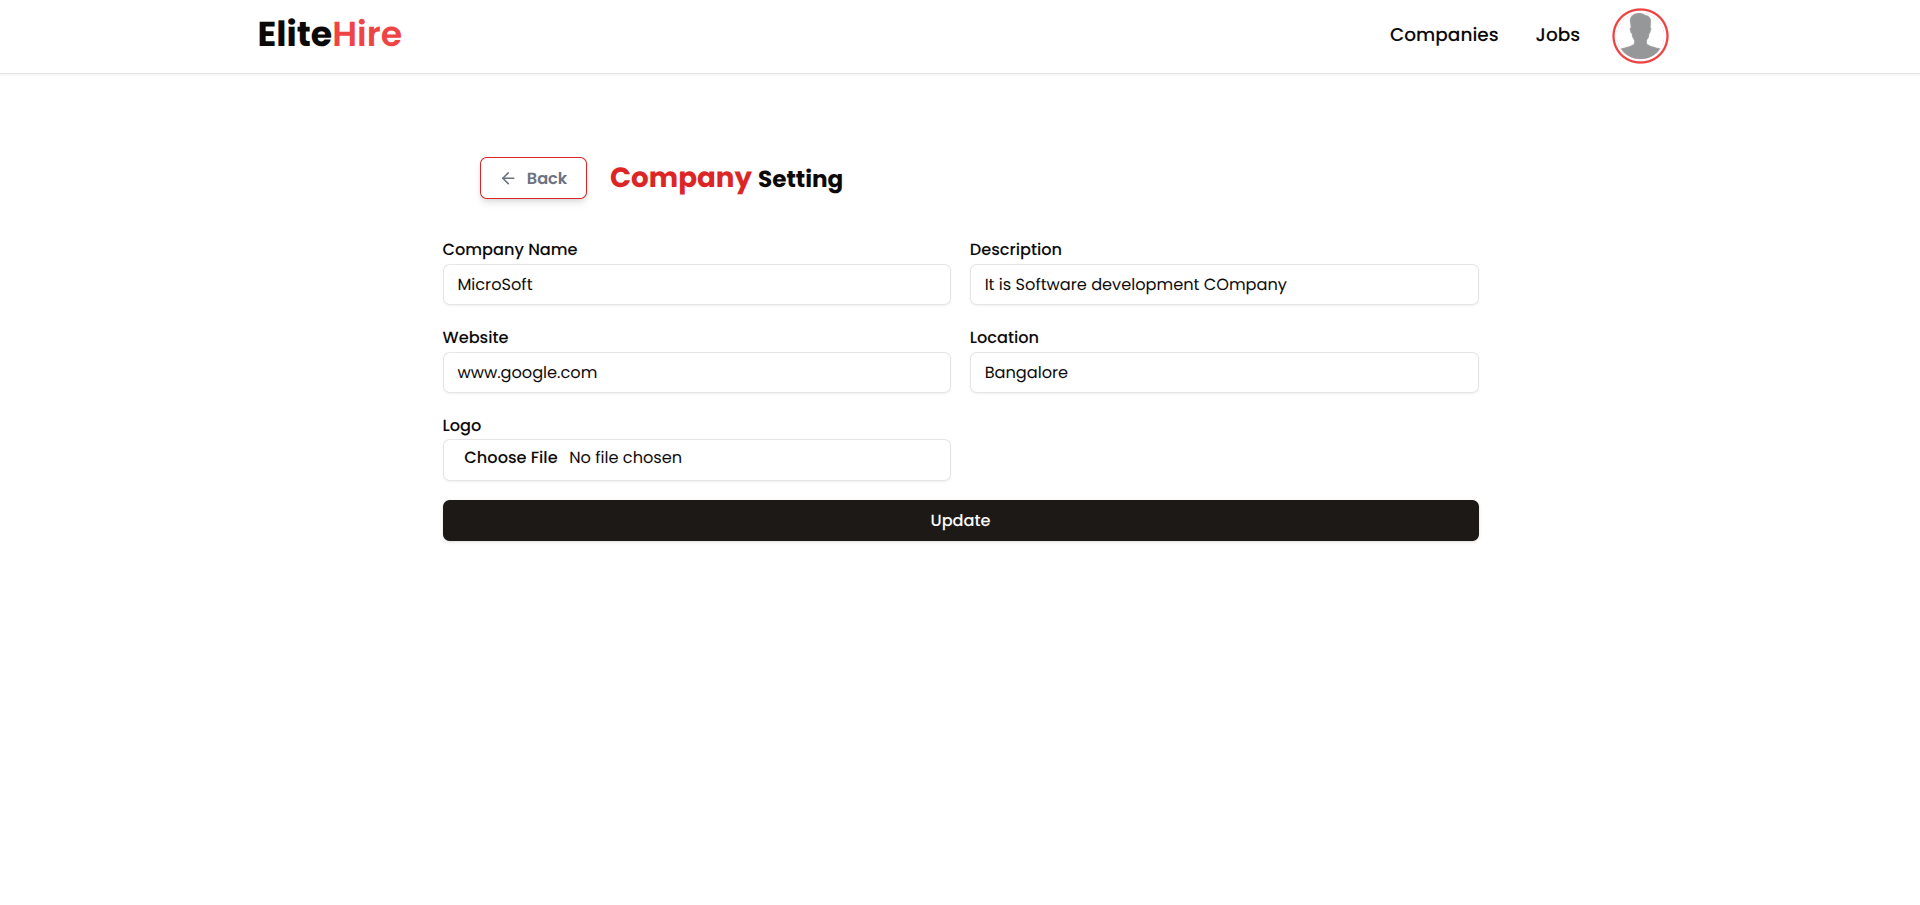 EliteHire
Companies
Jobs
Back
Company Setting
Company Name
MicroSoft
Description
It is Software development COmpany
Website
www.google.com
Location
Bangalore
Logo
Choose File No file chosen
Update